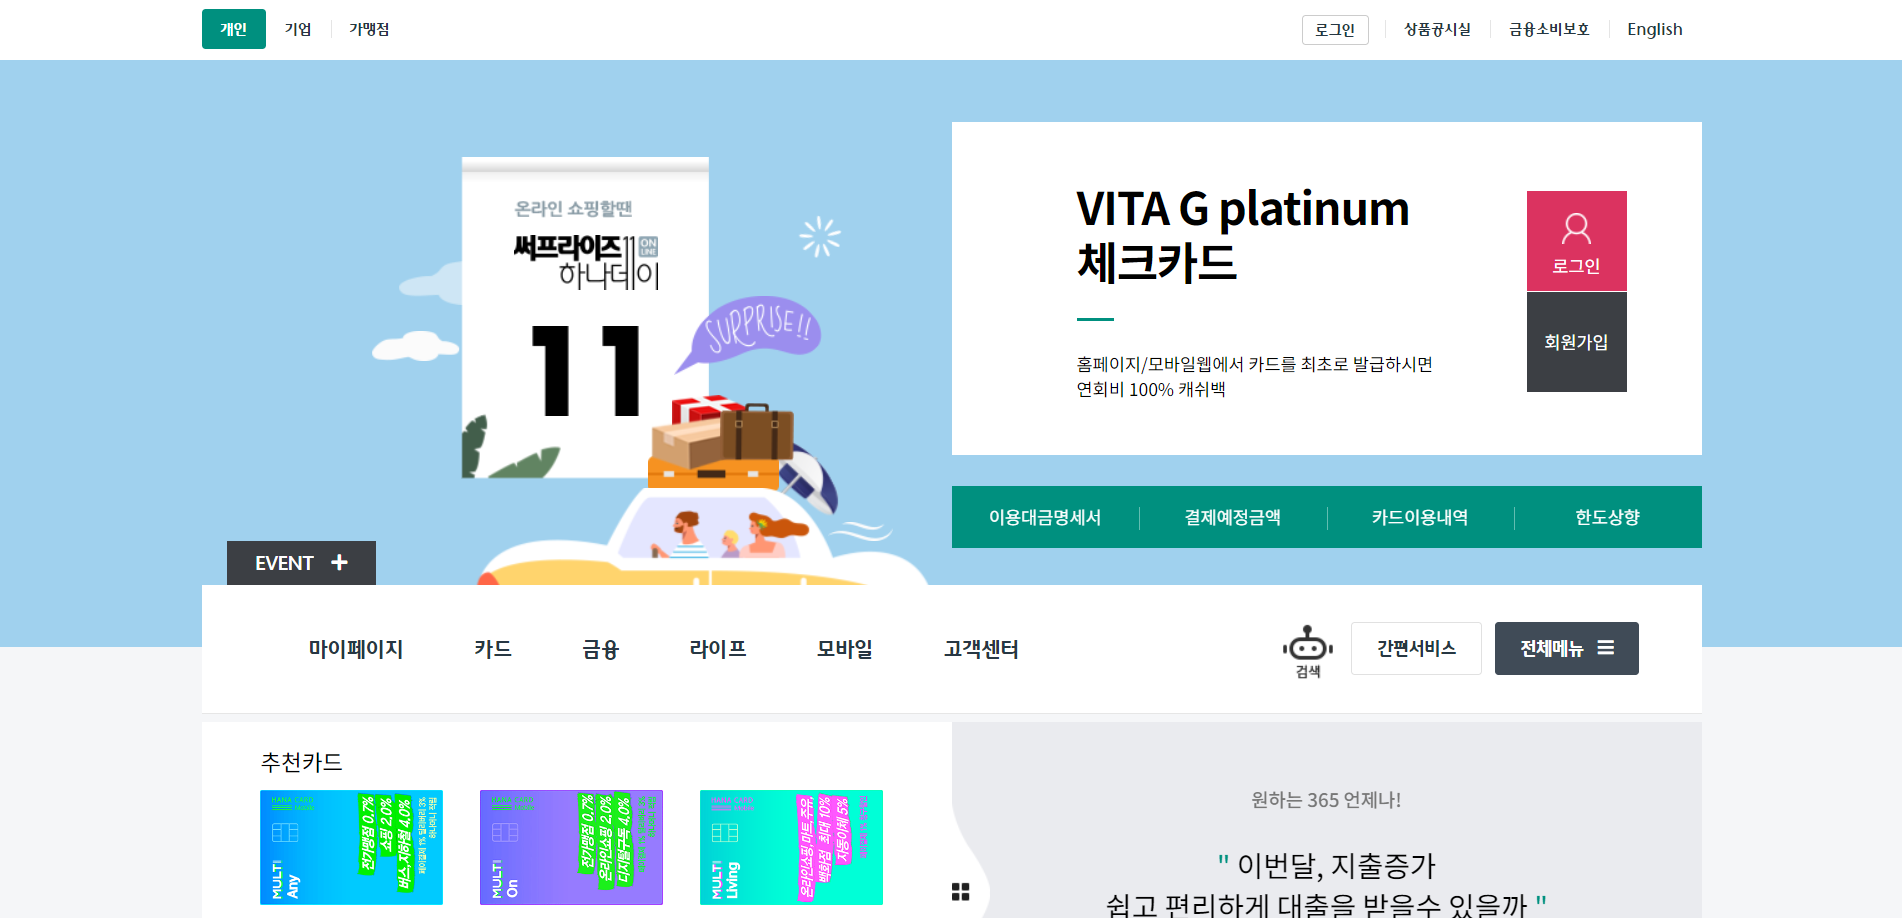 개인 기업 가맹점
로그인 상품공시실 금융소비보호 English
온라인 쇼핑할땐
써프라이즈11 ON LINE
하나데이
11
SURPRISE!!
VITA G platinum
체크카드
홈페이지/모바일웹에서 카드를 최초로 발급하시면
연회비 100% 캐쉬백
로그인
회원가입
이용대금명세서 결제예정금액 카드이용내역 한도상향
EVENT +
마이페이지 카드 금융 라이프 모바일 고객센터
검색
간편서비스
전체메뉴
추천카드
HANA CARD
MULTI
Any
전가맹점 0.7%
쇼핑 2.0%
버스,지하철 4.0%
HANA CARD
MULTI
On
전가맹점 0.7%
온라인쇼핑 2.0%
디지털구독 4.0%
MULTI
Living
온라인쇼핑,마트,주유,
백화점 최대 10%
자동이체 5%
원하는 365 언제나!
" 이번달, 지출증가
쉽고 편리하게 대출을 받을수 있을까 "